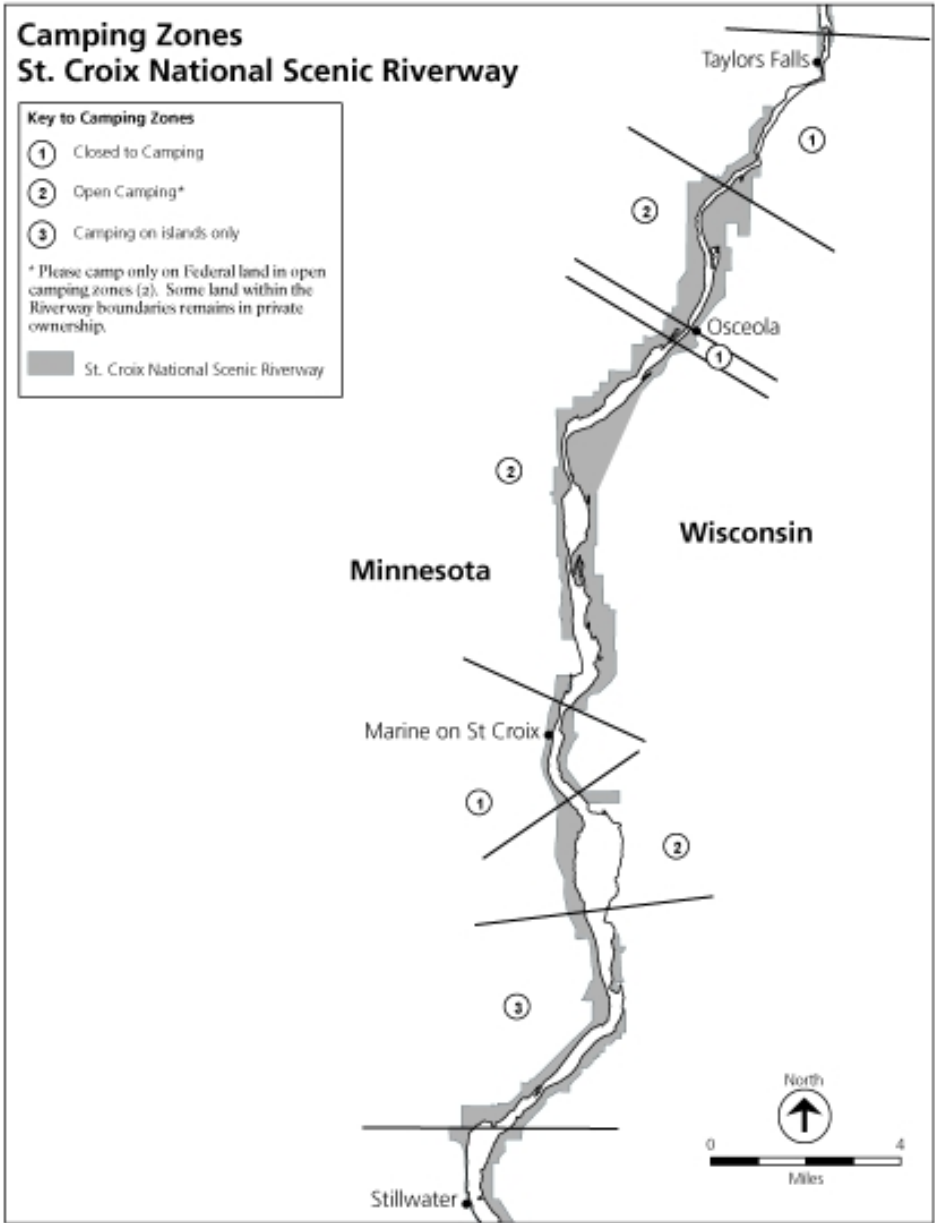 Camping Zones
St. Croix National Scenic Riverway
Key to Camping Zones
1 Closed to Camping
2 Open Camping*
3 Camping on islands only
* Please camp only on Federal land in open
camping zones (2). Some land within the
Riverway boundaries remains in private
ownership.
St. Croix National Scenic Riverway
Taylors Falls
1
2
Osceola
1
2
Wisconsin
Minnesota
Marine on St Croix
1
2
3
North
0 4
Miles
Stillwater